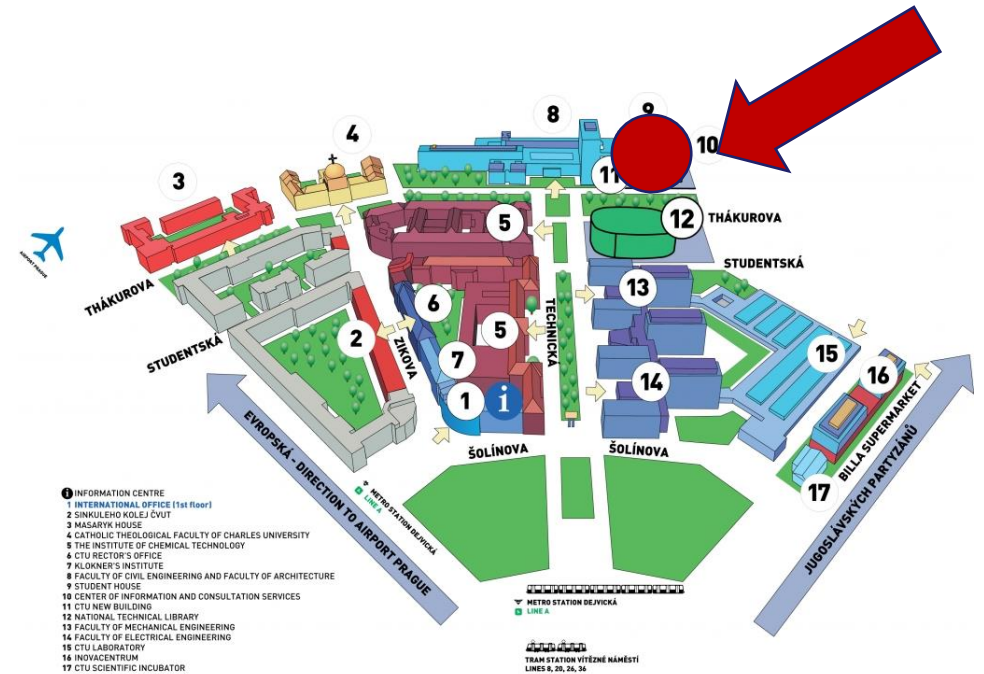 8
9
10
4
11
3
5
12
THÁKUROVA
AIRPORT PRAGUE
STUDENTSKÁ
THÁKUROVA
13
6
TECHNICKÁ
STUDENTSKÁ
2
ZIKOVA
5
15
7
16
14
1
i
ŠOLÍNOVA
ŠOLÍNOVA
BILLA SUPERMARKET
17
EVROPSKÁ - DIRECTION TO AIRPORT PRAGUE
METRO STATION DEJVICKÁ
LINE A
JUGOSLÁVSKÝCH PARTYZÁNŮ
i INFORMATION CENTRE
1 INTERNATIONAL OFFICE (1st floor)
2 SINKULEHO KOLEJ ČVUT
3 MASARYK HOUSE
4 CATHOLIC THEOLOGICAL FACULTY OF CHARLES UNIVERSITY
5 THE INSTITUTE OF CHEMICAL TECHNOLOGY
6 CTU RECTOR'S OFFICE
7 KLOKNER'S INSTITUTE
8 FACULTY OF CIVIL ENGINEERING AND FACULTY OF ARCHITECTURE
9 STUDENT HOUSE
10 CENTER OF INFORMATION AND CONSULTATION SERVICES
11 CTU NEW BUILDING
12 NATIONAL TECHNICAL LIBRARY
13 FACULTY OF MECHANICAL ENGINEERING
14 FACULTY OF ELECTRICAL ENGINEERING
15 CTU LABORATORY
16 INOVACENTRUM
17 CTU SCIENTIFIC INCUBATOR
METRO STATION DEJVICKÁ
LINE A
TRAM STATION VÍTĚZNÉ NÁMĚSTÍ
LINES 8, 20, 26, 36